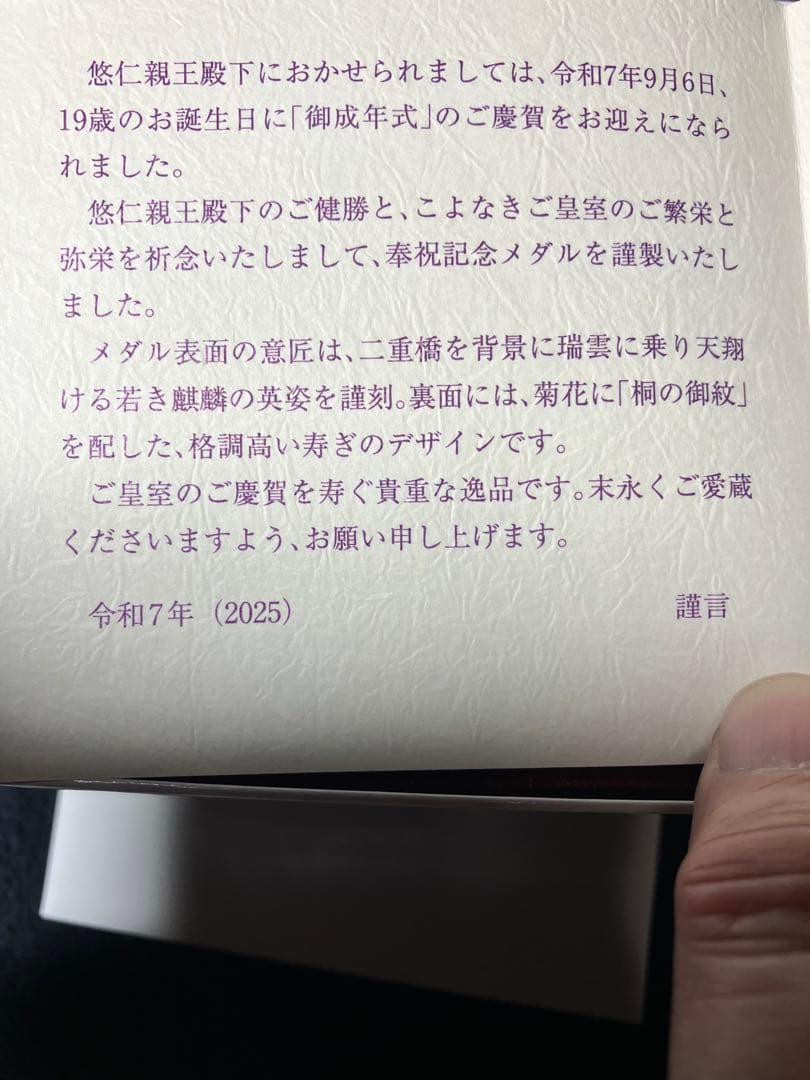 悠仁親王殿下におかせられましては、令和7年9月6日、
19歳のお誕生日に「御成年式」のご慶賀をお迎えになら
れました。
悠仁親王殿下のご健勝と、こよなきご皇室のご繁栄と
弥栄を祈念いたしまして、奉祝記念メダルを謹製いたし
ました。
メダル表面の意匠は、二重橋を背景に瑞雲に乗り天翔
ける若き麒麟の英姿を謹刻。裏面には、菊花に「桐の御紋」
を配した、格調高い寿ぎのデザインです。
ご皇室のご慶賀を寿ぐ貴重な逸品です。末永くご愛蔵
くださいますよう、お願い申し上げます。
令和7年（2025） 謹言